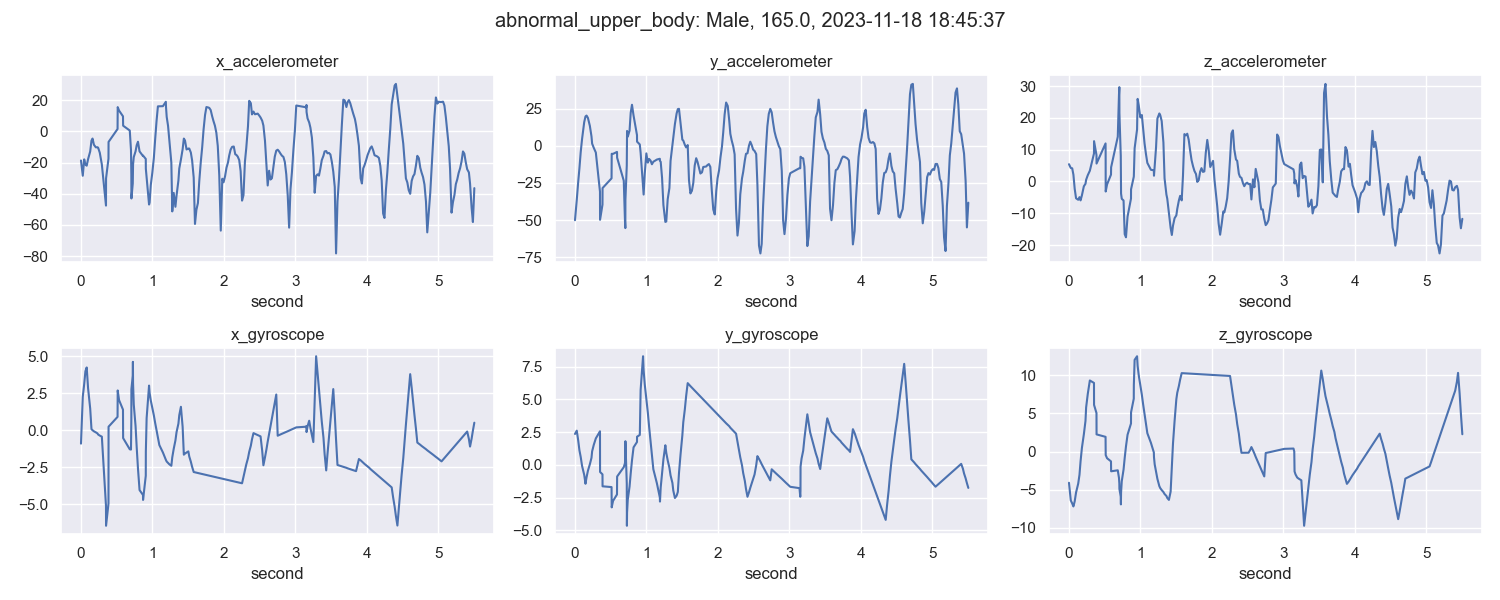 abnormal_upper_body: Male, 165.0, 2023-11-18 18:45:37
x_accelerometer
20
0
−20
−40
−60
−80
0 1 2 3 4 5
second
y_accelerometer
25
0
−25
−50
−75
0 1 2 3 4 5
second
z_accelerometer
30
20
10
0
−10
−20
0 1 2 3 4 5
second
x_gyroscope
5.0
2.5
0.0
−2.5
−5.0
0 1 2 3 4 5
second
y_gyroscope
7.5
5.0
2.5
0.0
−2.5
−5.0
0 1 2 3 4 5
second
z_gyroscope
10
5
0
−5
−10
0 1 2 3 4 5
second